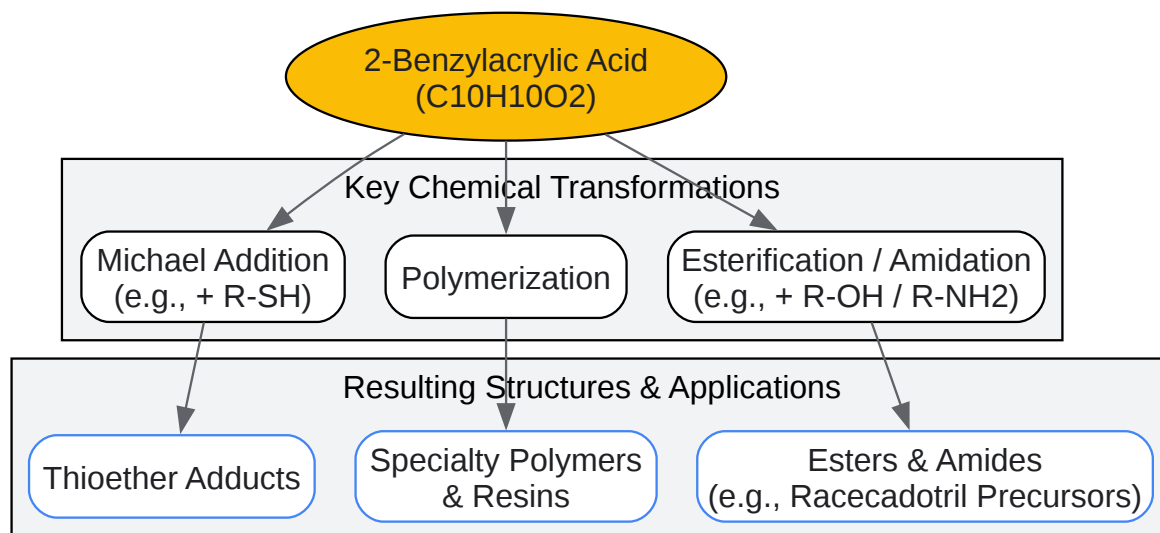 2-Benzylacrylic Acid
(C10H10O2)
Key Chemical Transformations
Michael Addition
(e.g., + R-SH)
Polymerization
Esterification / Amidation
(e.g., + R-OH / R-NH2)
Resulting Structures & Applications
Thioether Adducts
Specialty Polymers
& Resins
Esters & Amides
(e.g., Racecadotril Precursors)